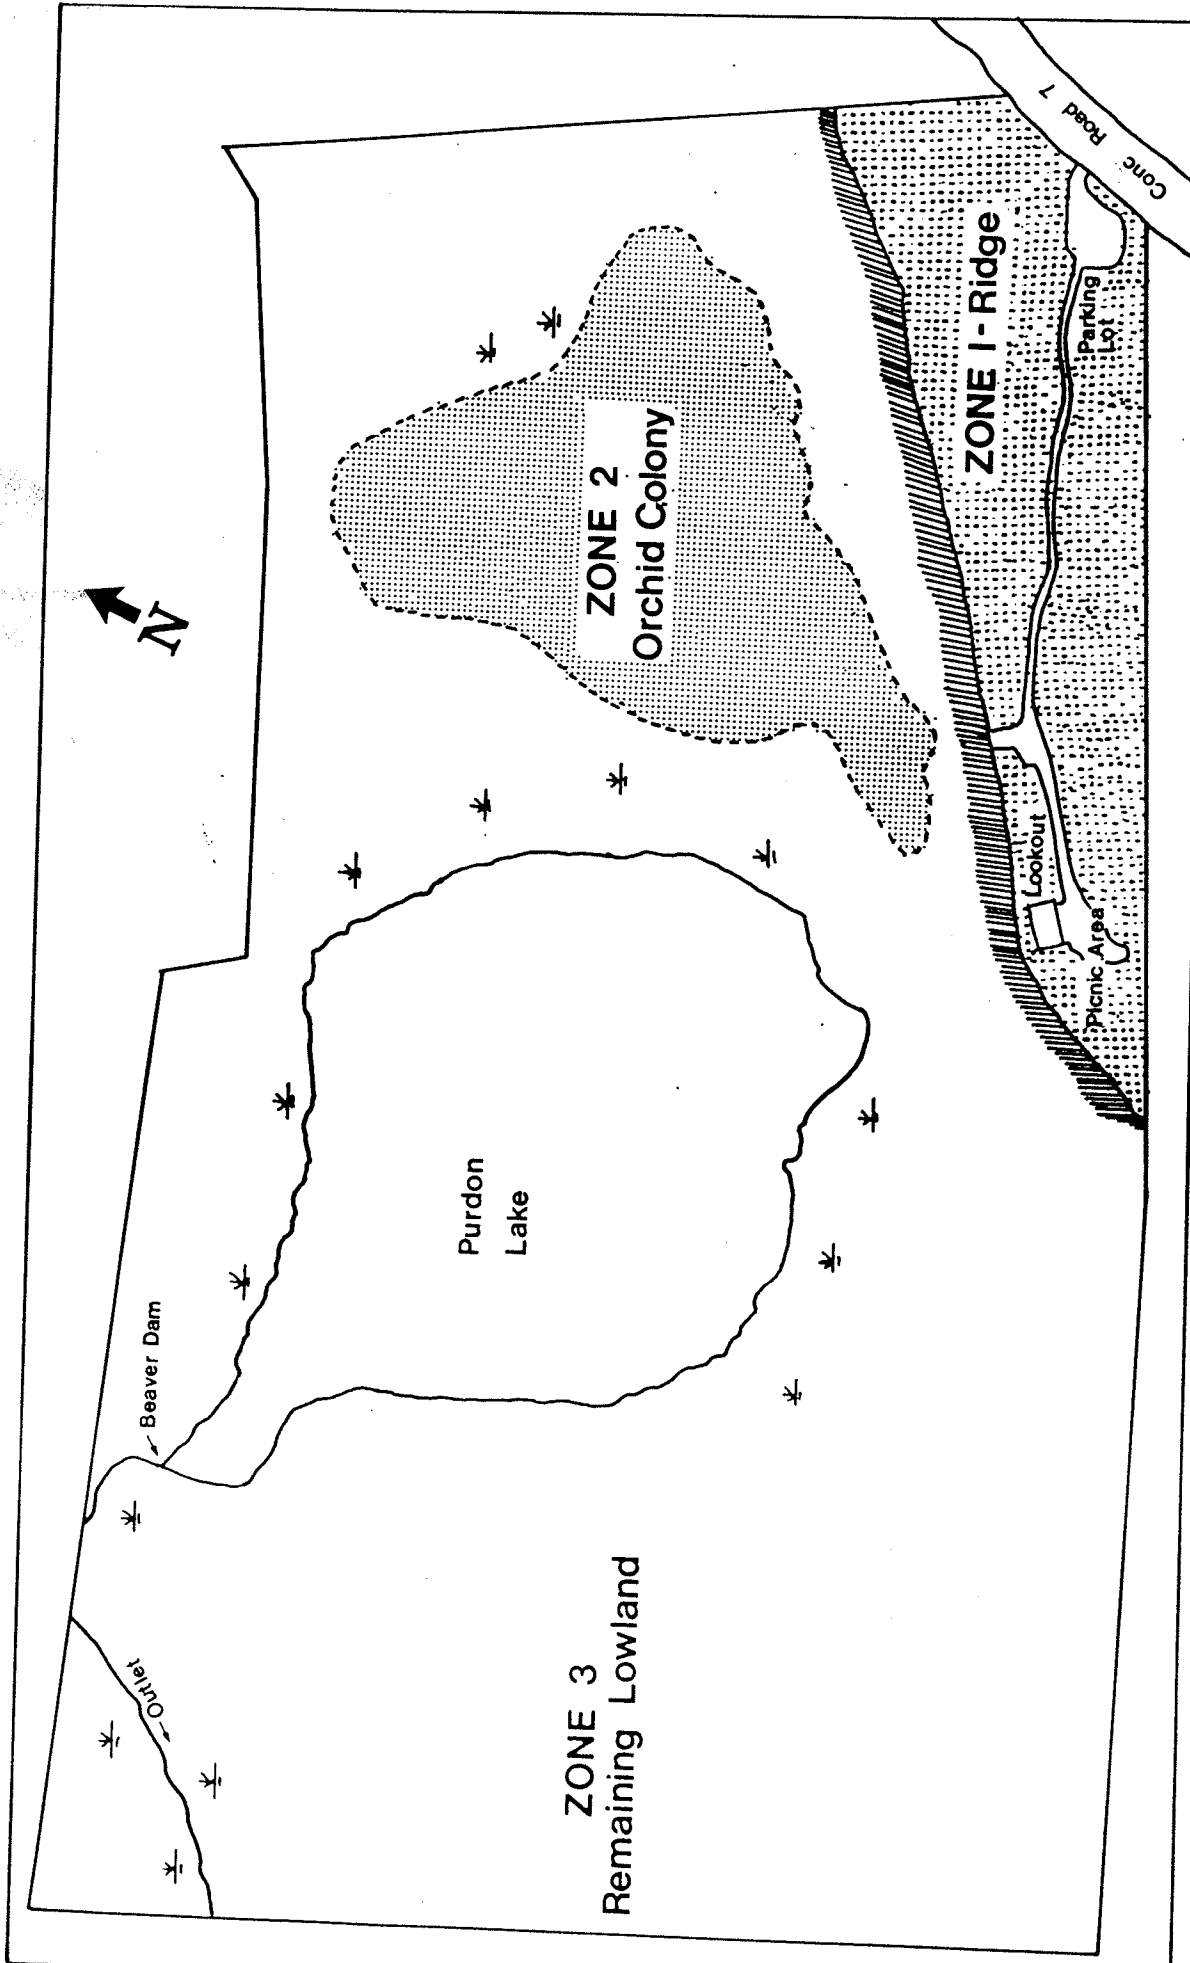 N
Conc Road 7
ZONE 1 - Ridge
Parking
Lot
ZONE 2
Orchid Colony
Lookout
Picnic Area
Purdon
Lake
Beaver Dam
Outlet
ZONE 3
Remaining Lowland